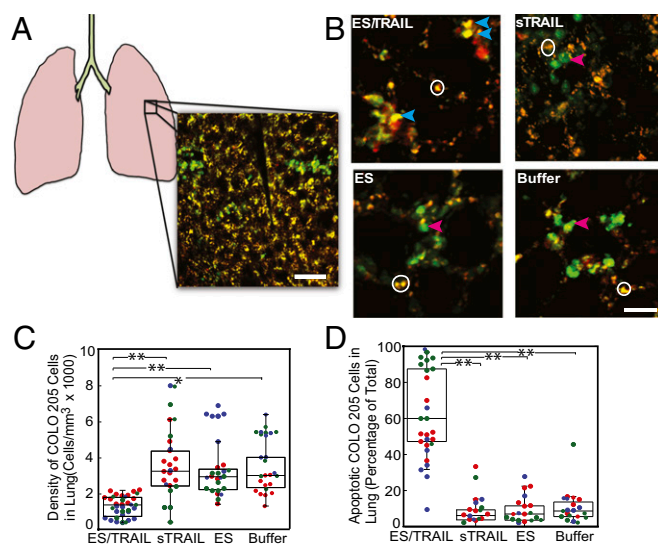 A
B
ES/TRAIL
sTRAIL
ES
Buffer
C
Density of COLO 205 Cells
in Lung(Cells/mm³ x 1000)
10
8
6
4
2
0
**
**
*
ES/TRAIL sTRAIL ES Buffer
D
Apoptotic COLO 205 Cells in
Lung (Percentage of Total)
100
80
60
40
20
0
**
**
**
ES/TRAIL sTRAIL ES Buffer